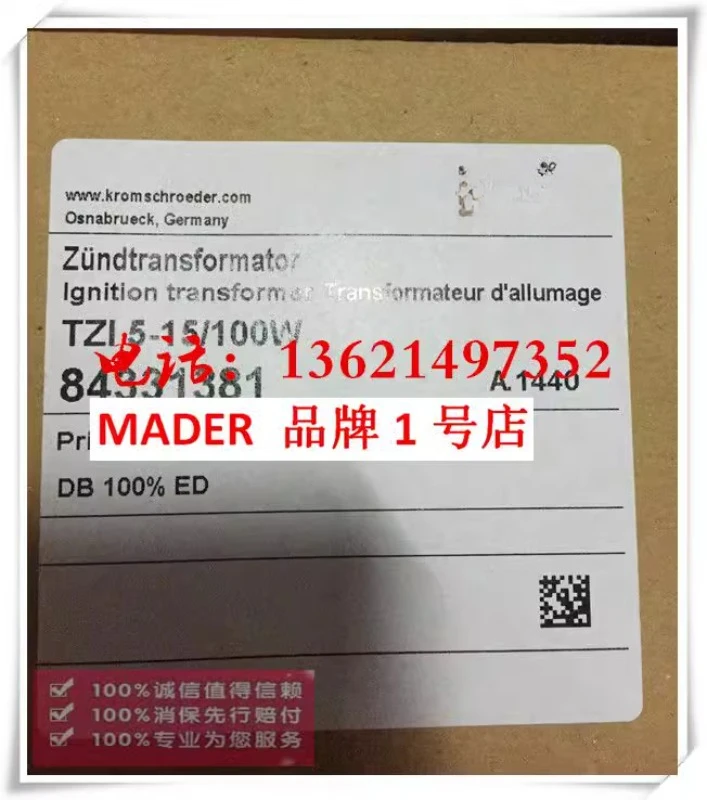 www.kromschroeder.com
Osnabrueck, Germany
Zündtransformator
Ignition transformer Transformateur d'allumage
TZI 5-15/100W
电话：13621497352
84331381
A.1440
MADER 品牌1号店
Pri
DB 100% ED
100%诚信值得信赖
100%消保先行赔付
100%专业为您服务